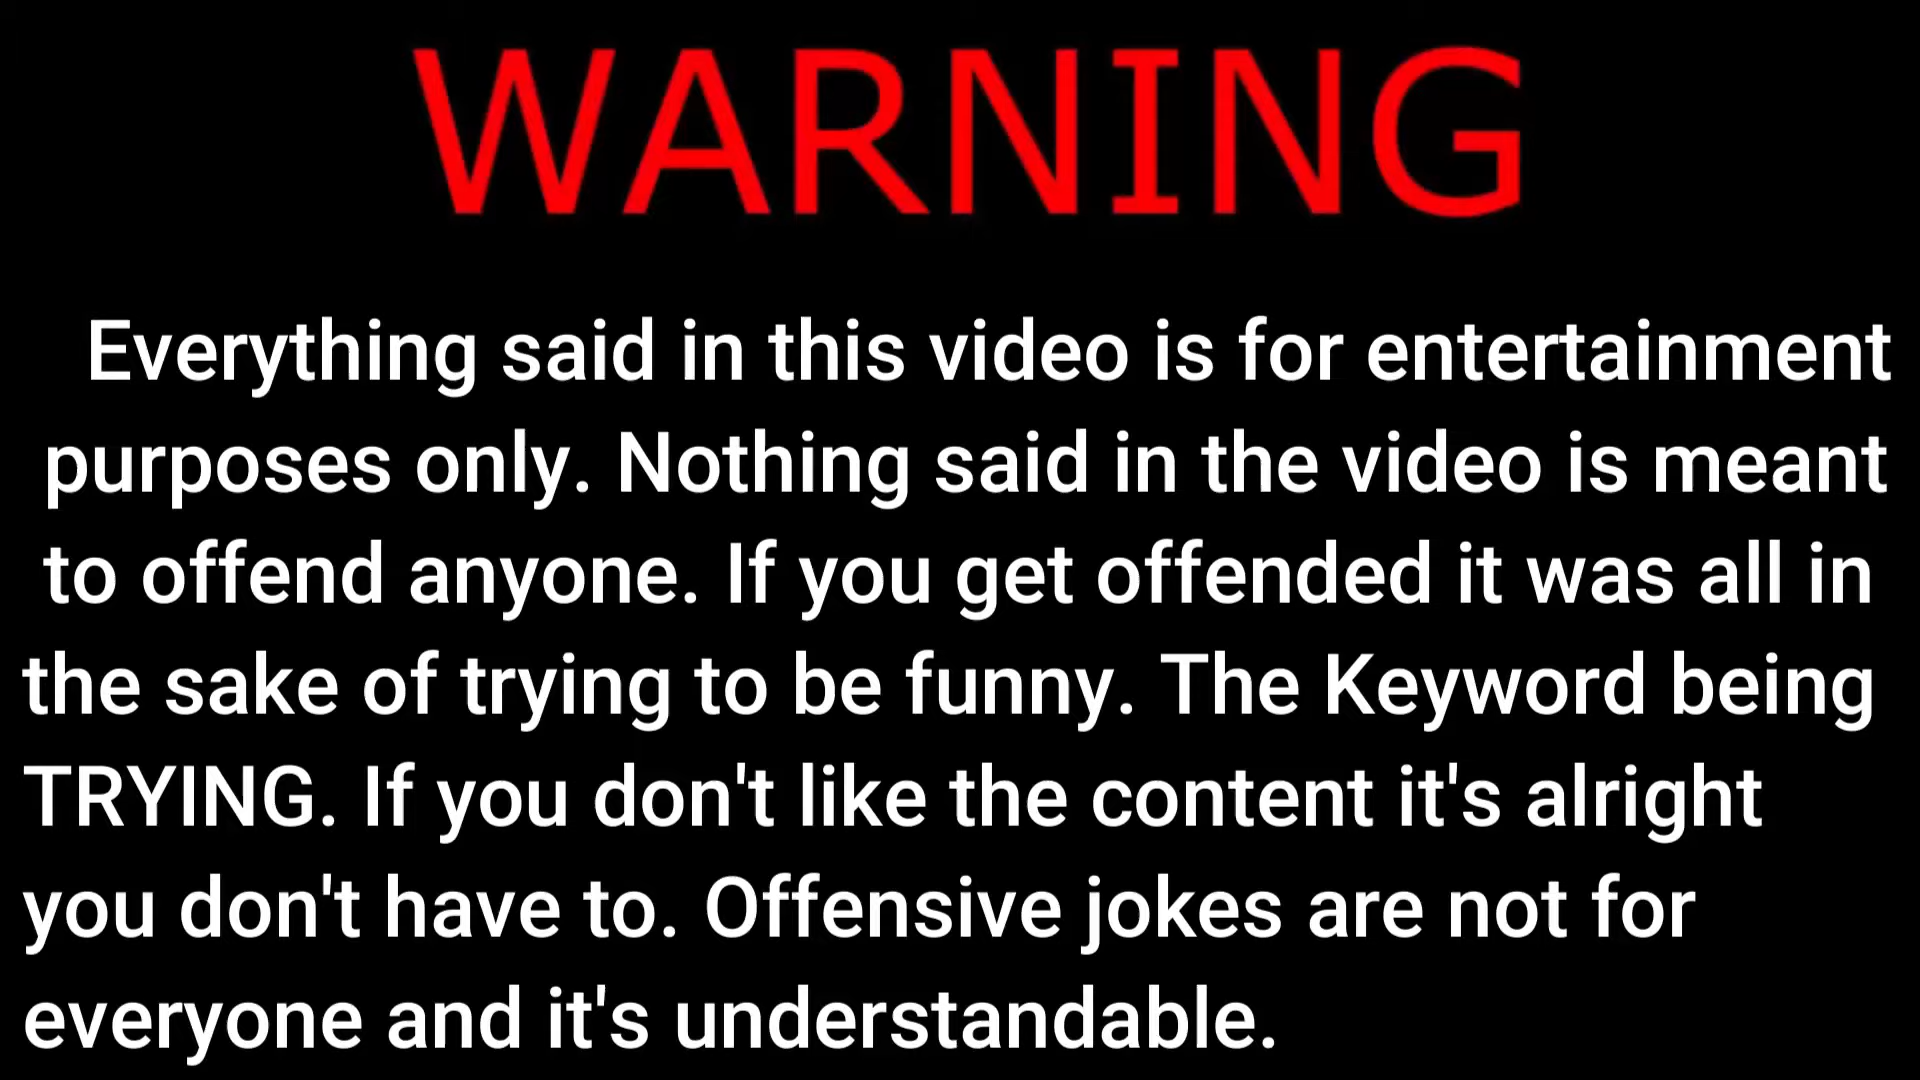 WARNING
Everything said in this video is for entertainment
purposes only. Nothing said in the video is meant
to offend anyone. If you get offended it was all in
the sake of trying to be funny. The Keyword being
TRYING. If you don't like the content it's alright
you don't have to. Offensive jokes are not for
everyone and it's understandable.